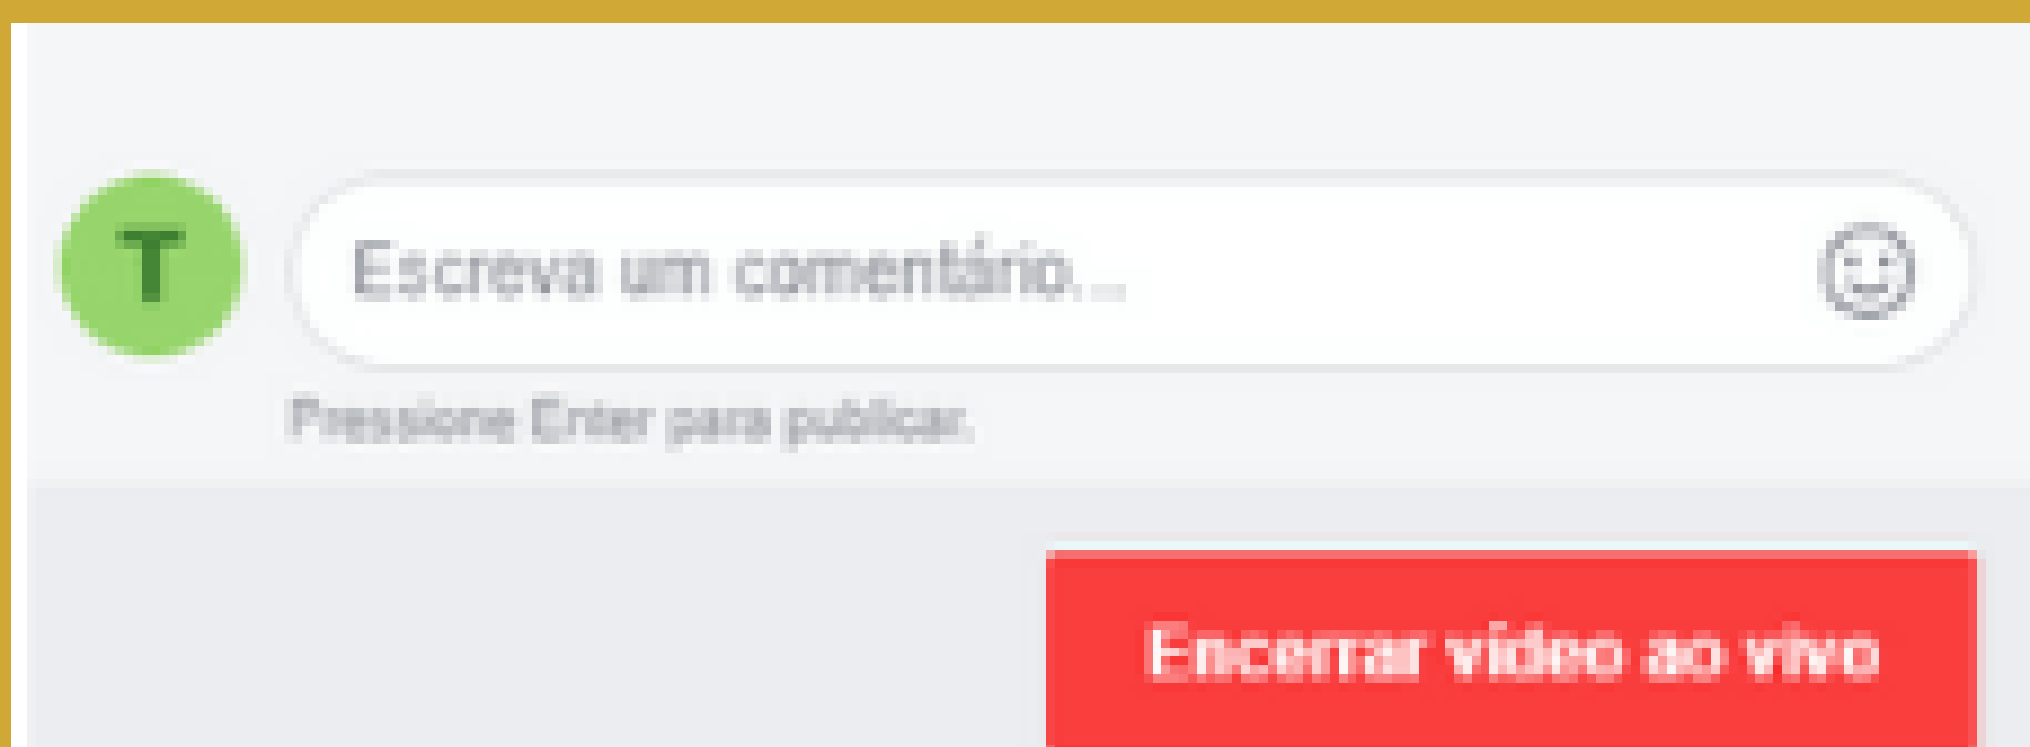 T
Escreva um comentário...
Pressione Enter para publicar.
Encerrar vídeo ao vivo